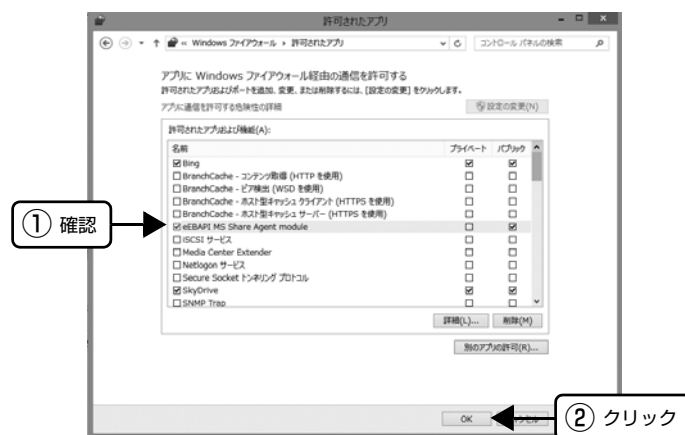 許可されたアプリ
« Windows ファイアウォール › 許可されたアプリ
コントロール パネルの検索
アプリに Windows ファイアウォール経由の通信を許可する
許可されたアプリおよびポートを追加、変更、または削除するには、[設定の変更] をクリックします。
アプリに通信を許可する危険性の詳細
設定の変更(N)
許可されたアプリおよび機能(A):
名前 プライベート パブリック
Bing
BranchCache - コンテンツ取得 (HTTP を使用)
BranchCache - ピア検出 (WSD を使用)
BranchCache - ホスト型キャッシュ クライアント (HTTPS を使用)
BranchCache - ホスト型キャッシュ サーバー (HTTPS を使用)
① 確認
eEBAPI MS Share Agent module
iSCSI サービス
Media Center Extender
Netlogon サービス
Secure Socket トンネリング プロトコル
SkyDrive
SNMP Trap
詳細(L)... 削除(M)
別のアプリの許可(R)...
OK
② クリック